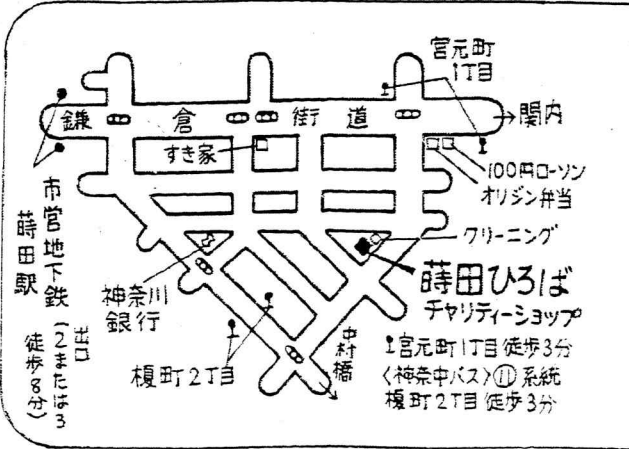 宮元町
1丁目
鎌倉街道
→関内
すき家
100円ローソン
オリジン弁当
クリーニング
市営地下鉄
蒔田駅
出口
(2または3
徒歩8分)
神奈川
銀行
榎町2丁目
中村橋
蒔田ひろば
チャリティーショップ
宮元町1丁目徒歩3分
〈神奈中バス〉⑪系統
榎町2丁目徒歩3分